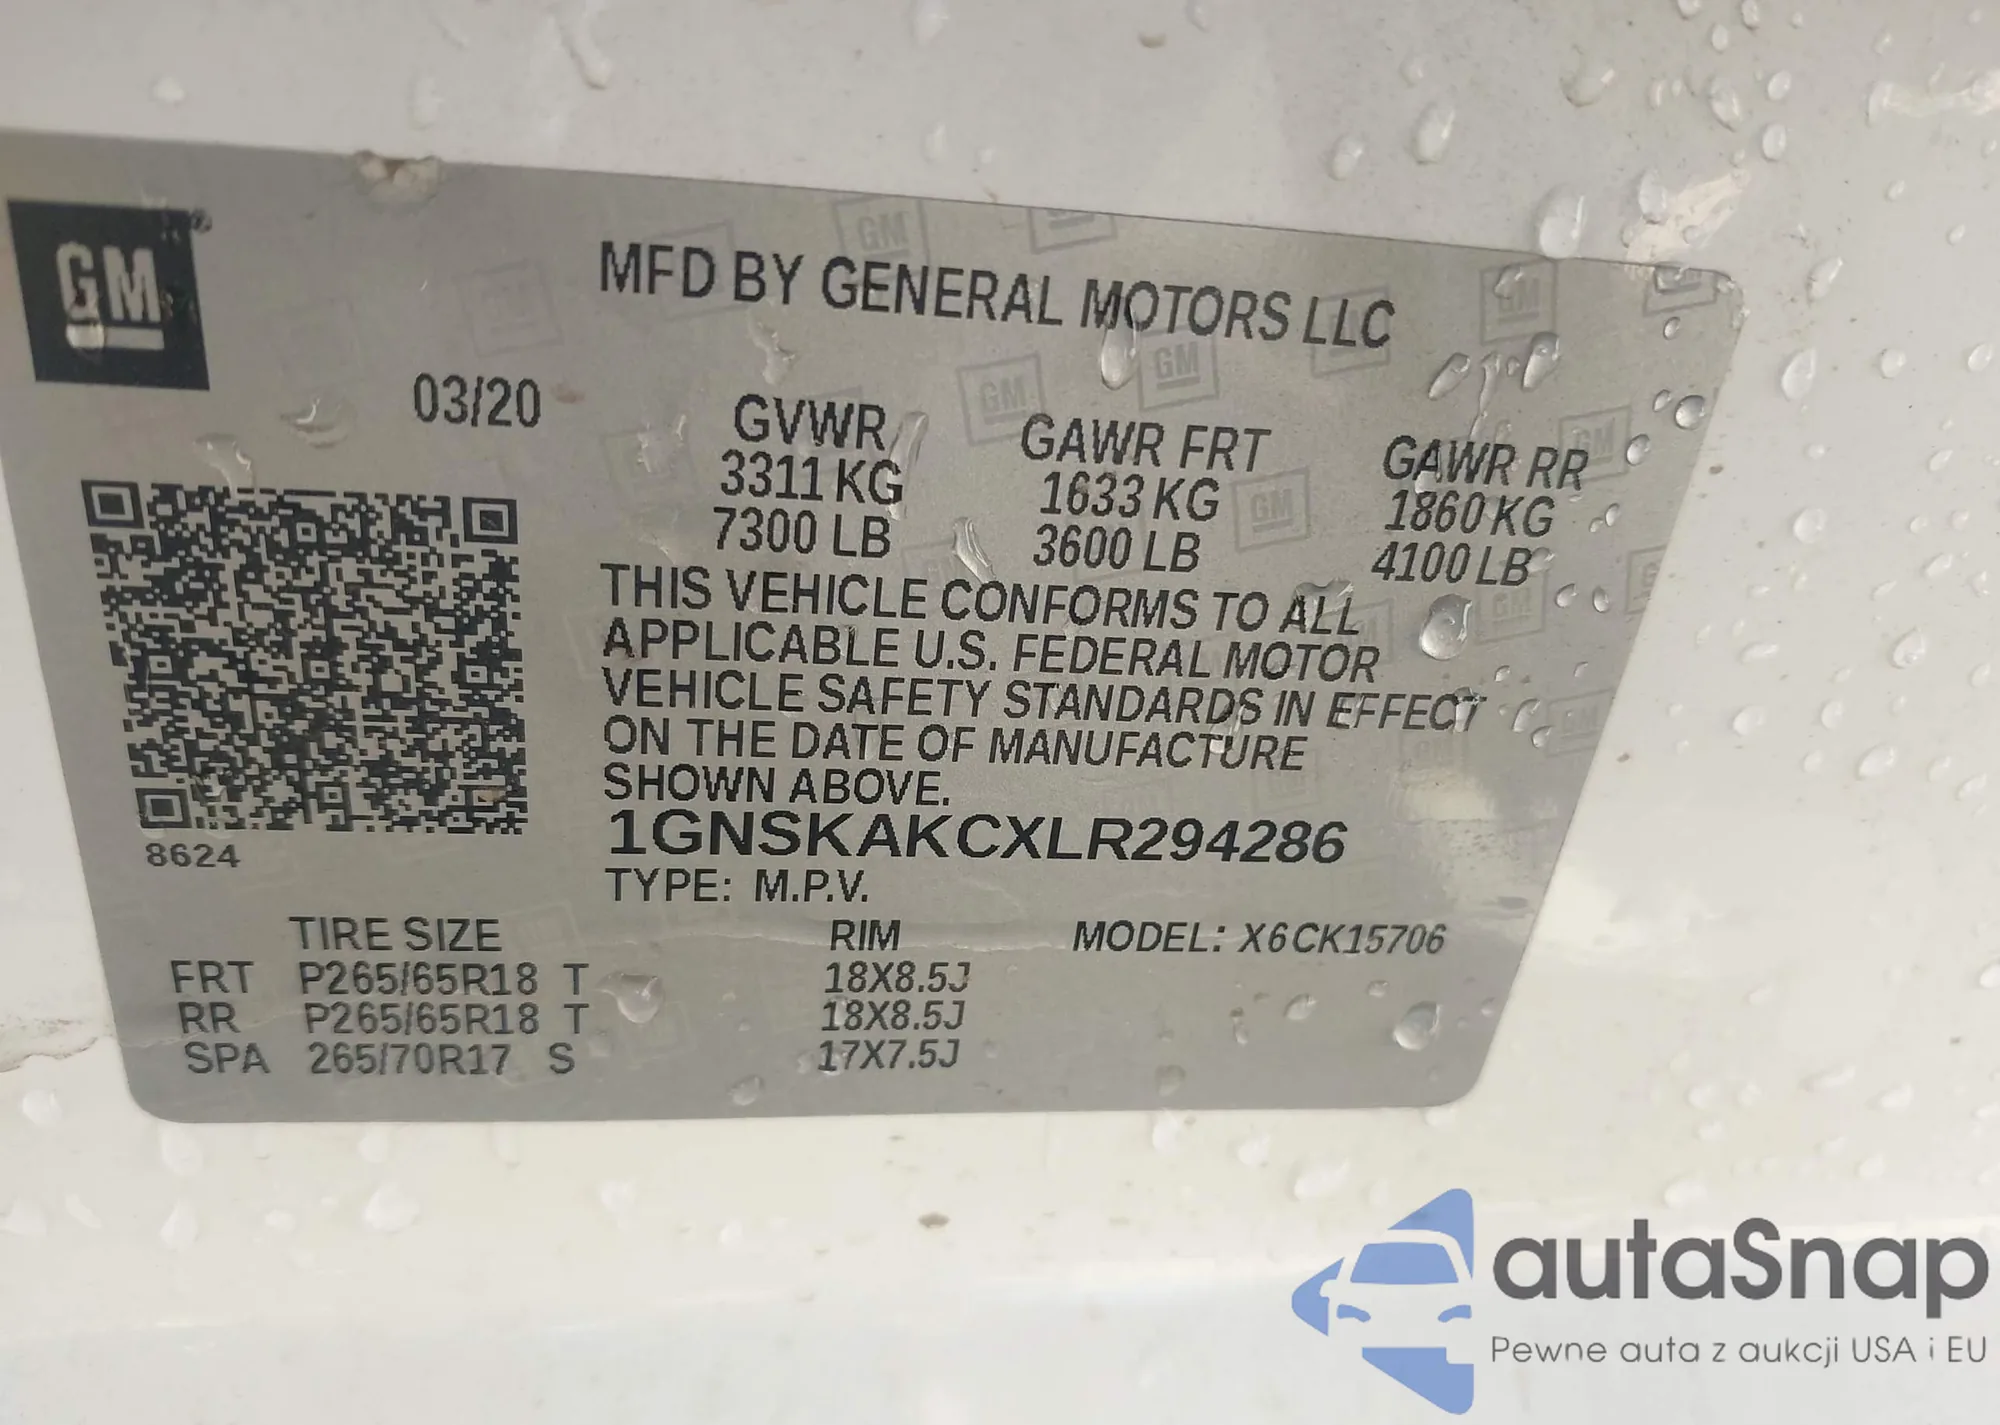 GM
MFD BY GENERAL MOTORS LLC
03/20
GVWR GAWR FRT GAWR RR
3311 KG 1633 KG 1860 KG
7300 LB 3600 LB 4100 LB
THIS VEHICLE CONFORMS TO ALL
APPLICABLE U.S. FEDERAL MOTOR
VEHICLE SAFETY STANDARDS IN EFFECT
ON THE DATE OF MANUFACTURE
SHOWN ABOVE.
1GNSKAKCXLR294286
8624
TYPE: M.P.V.
TIRE SIZE RIM MODEL: X6CK15706
FRT P265/65R18 T 18X8.5J
RR P265/65R18 T 18X8.5J
SPA 265/70R17 S 17X7.5J
autaSnap
Pewne auta z aukcji USA i EU